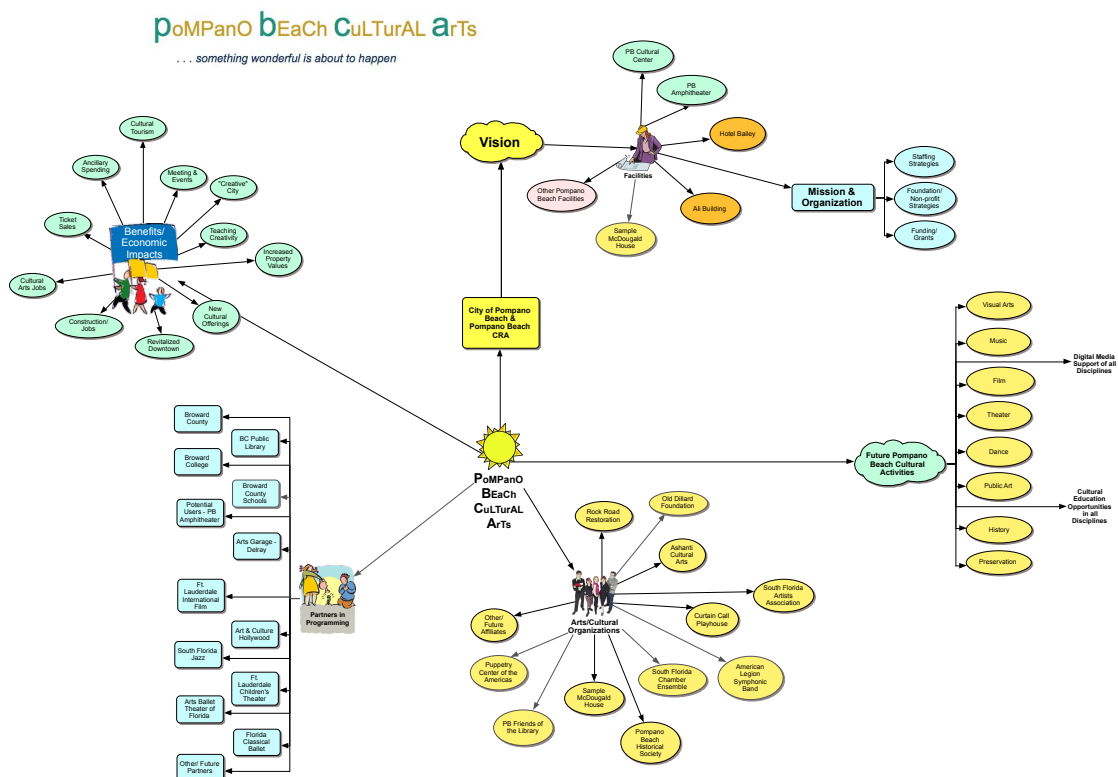 PoMPanO BEaCh CuLTurAL ArTs
. . . something wonderful is about to happen
PB Cultural
Center
PB
Amphitheater
Vision
Hotel Bailey
Facilities
Other Pompano
Beach Facilities
Ali Building
Sample
McDougald
House
Mission &
Organization
Staffing
Strategies
Foundation/
Non-profit
Strategies
Funding/
Grants
Cultural
Tourism
Ancillary
Spending
Meeting &
Events
"Creative"
City
Ticket
Sales
Benefits/
Economic
Impacts
Teaching
Creativity
Increased
Property
Values
Cultural
Arts Jobs
Construction/
Jobs
Revitalized
Downtown
New
Cultural
Offerings
City of Pompano
Beach &
Pompano Beach
CRA
PoMPanO
BEaCh
CuLTurAL
ArTs
Future Pompano
Beach Cultural
Activities
Visual Arts
Music
Digital Media
Support of all
Disciplines
Film
Theater
Dance
Public Art
Cultural
Education
Opportunities
in all
Disciplines
History
Preservation
Broward
County
BC Public
Library
Broward
College
Broward
County
Schools
Potential
Users - PB
Amphitheater
Arts Garage -
Delray
Ft.
Lauderdale
International
Film
Partners in
Programming
Art & Culture
Hollywood
South Florida
Jazz
Ft.
Lauderdale
Children's
Theater
Arts Ballet
Theater of
Florida
Florida
Classical
Ballet
Other/ Future
Partners
Rock Road
Restoration
Old Dillard
Foundation
Ashanti
Cultural
Arts
South Florida
Artists
Association
Curtain Call
Playhouse
Arts/Cultural
Organizations
Other/
Future
Affiliates
Puppetry
Center of the
Americas
PB Friends of
the Library
Sample
McDougald
House
Pompano
Beach
Historical
Society
South Florida
Chamber
Ensemble
American
Legion
Symphonic
Band